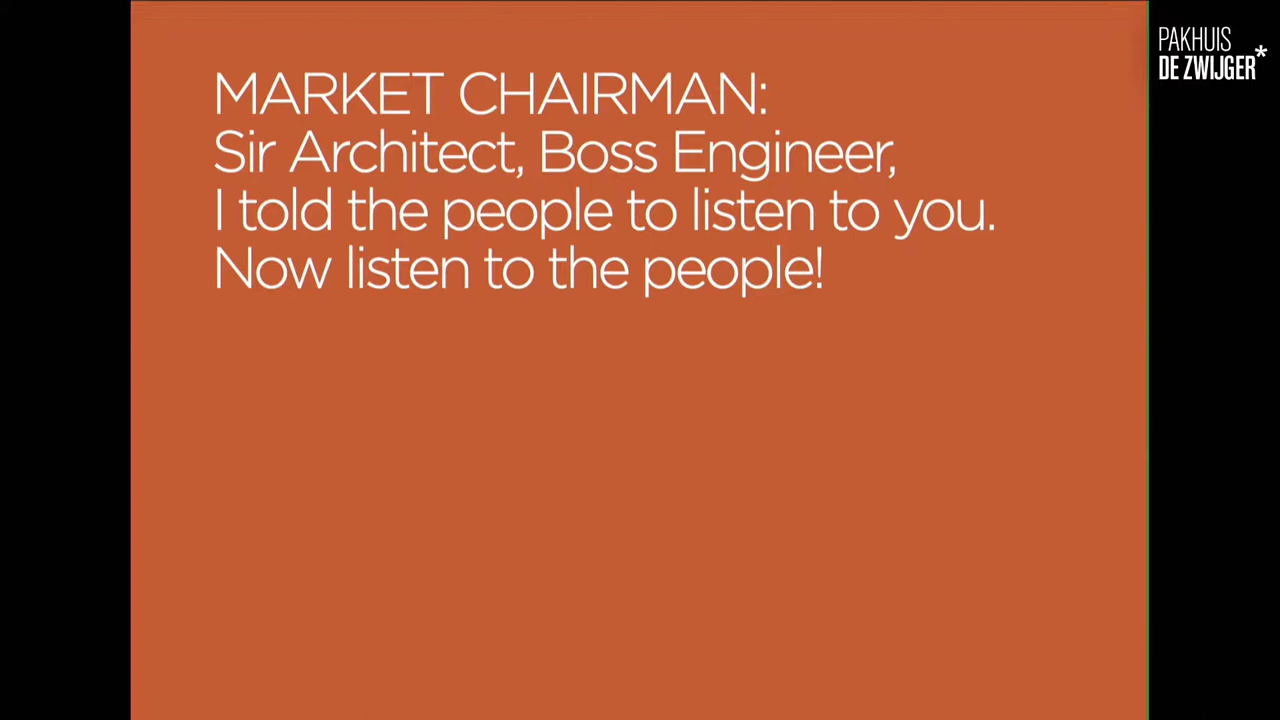 MARKET CHAIRMAN:
Sir Architect, Boss Engineer,
I told the people to listen to you.
Now listen to the people!
PAKHUIS
DE ZWIJGER*